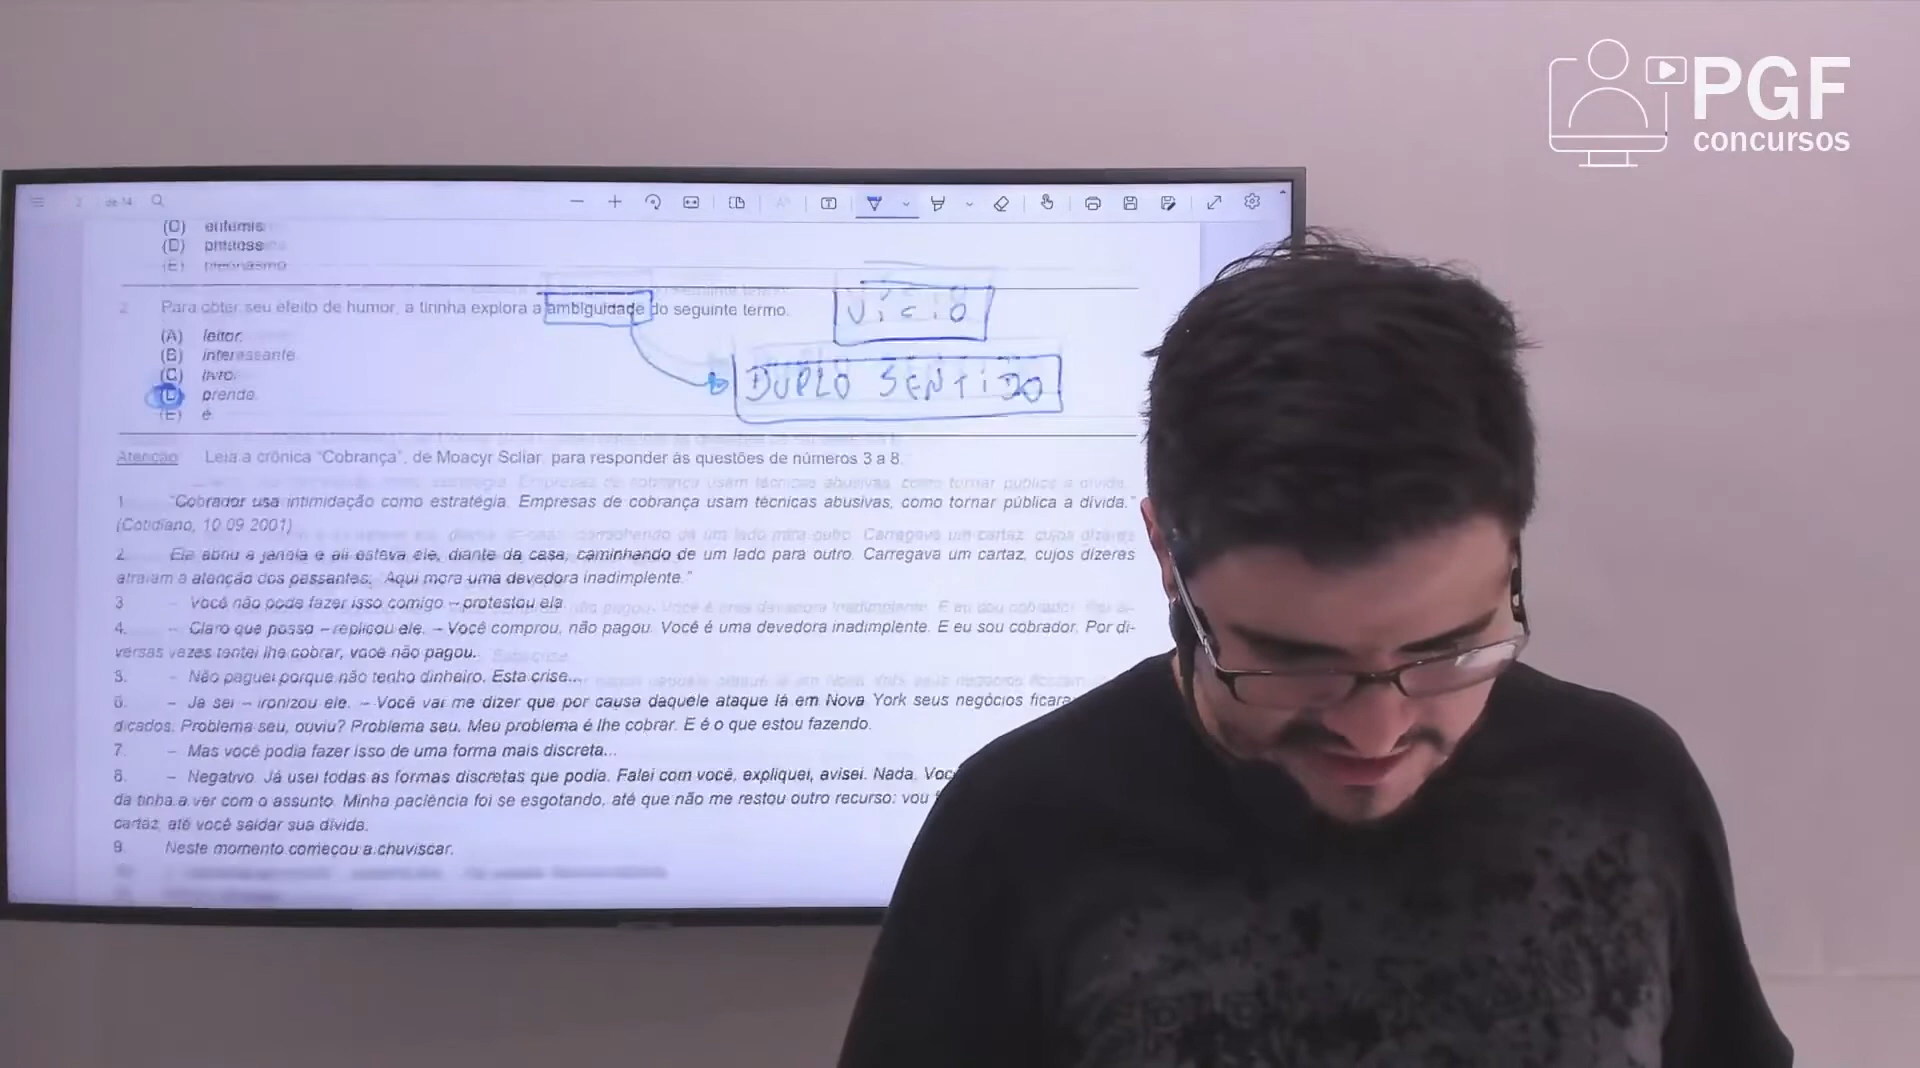 PGF
concursos
2 de 14
(C) eufemis
(D)
(E) pleonasmo
2. Para obter seu efeito de humor, a tirinha explora a ambiguidade do seguinte termo.
VÍCIO
(A) leitor.
(B) interessante.
(C) livro.
DUPLO SENTIDO
(D) prende.
(E) é
Atenção Leia a crônica "Cobrança", de Moacyr Scliar, para responder às questões de números 3 a 8.
1. "Cobrador usa intimidação como estratégia. Empresas de cobrança usam técnicas abusivas, como tornar pública a dívida."
(Cotidiano, 10.09.2001)
2. Ela abriu a janela e ali estava ele, diante da casa, caminhando de um lado para outro. Carregava um cartaz, cujos dizeres
atraíam a atenção dos passantes: "Aqui mora uma devedora inadimplente."
3 – Você não pode fazer isso comigo – protestou ela
4. – Claro que posso – replicou ele. – Você comprou, não pagou. Você é uma devedora inadimplente. E eu sou cobrador. Por di-
versas vezes tentei lhe cobrar, você não pagou.
5. – Não paguei porque não tenho dinheiro. Esta crise...
6. – Já sei – ironizou ele. – Você vai me dizer que por causa daquele ataque lá em Nova York seus negócios ficara
dicados. Problema seu, ouviu? Problema seu. Meu problema é lhe cobrar. E é o que estou fazendo.
7. – Mas você podia fazer isso de uma forma mais discreta...
8. – Negativo. Já usei todas as formas discretas que podia. Falei com você, expliquei, avisei. Nada. Voc
da tinha a ver com o assunto. Minha paciência foi se esgotando, até que não me restou outro recurso: vou
cartaz, até você saldar sua dívida.
9. Neste momento começou a chuviscar.